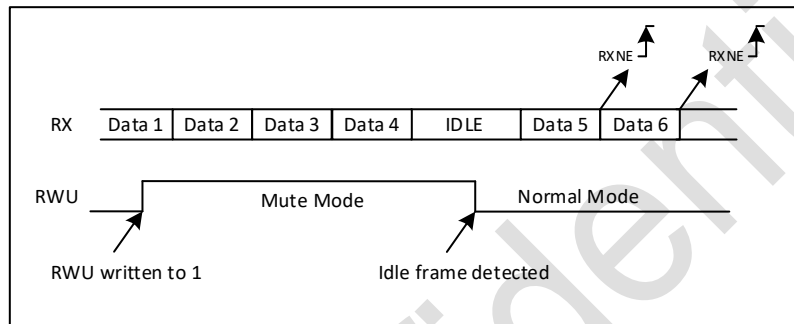 RXNE RXNE
RX Data 1 Data 2 Data 3 Data 4 IDLE Data 5 Data 6
RWU Mute Mode Normal Mode
RWU written to 1 Idle frame detected